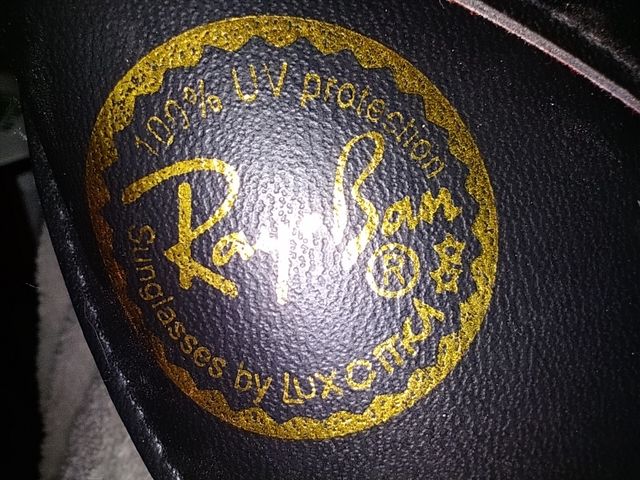 100% UV protection
Ray-Ban
®
Sunglasses by LUXOTTICA